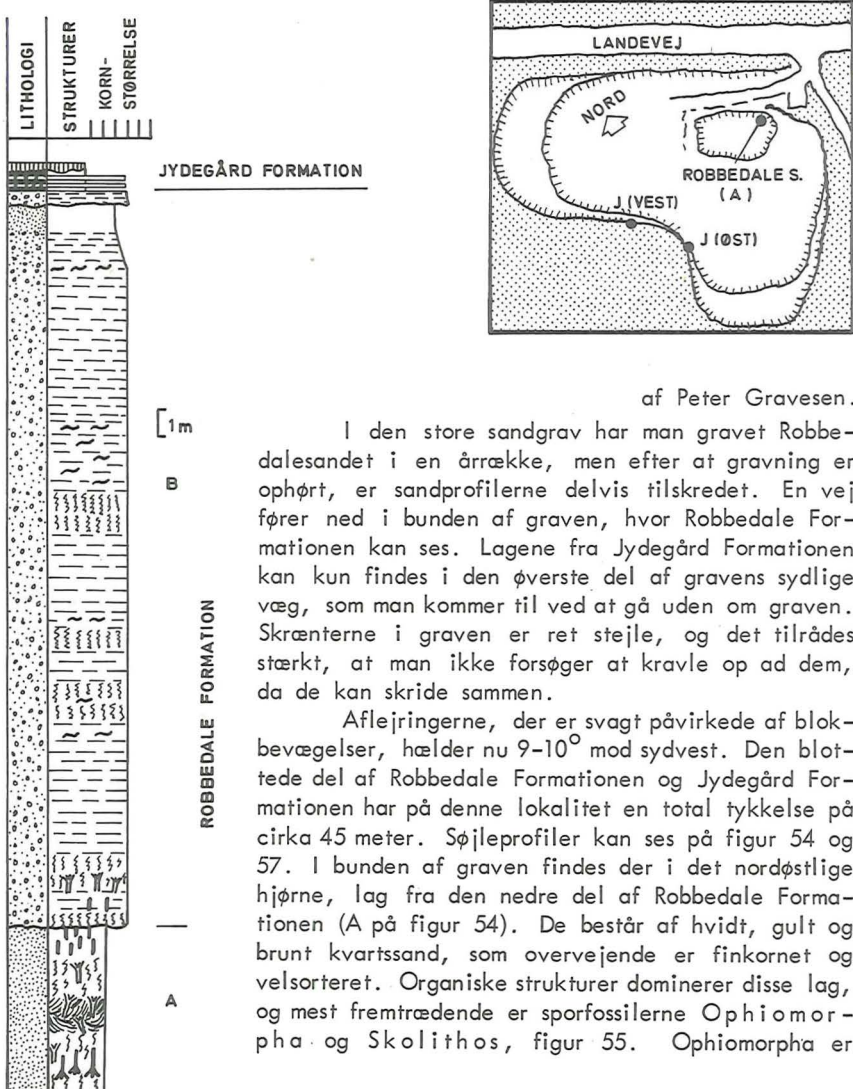 LITHOLOGI
STRUKTURER
KORN-
STØRRELSE
JYDEGÅRD FORMATION
[1m
B
ROBBEDALE FORMATION
A
LANDEVEJ
NORD
ROBBEDALE S.
(A)
J (VEST)
J (ØST)
af Peter Gravesen.
I den store sandgrav har man gravet Robbe-
dalesandet i en årrække, men efter at gravning er
ophørt, er sandprofilerne delvis tilskredet. En vej
fører ned i bunden af graven, hvor Robbedale For-
mationen kan ses. Lagene fra Jydegård Formationen
kan kun findes i den øverste del af gravens sydlige
væg, som man kommer til ved at gå uden om graven.
Skrænterne i graven er ret stejle, og det tilrådes
stærkt, at man ikke forsøger at kravle op ad dem,
da de kan skride sammen.
Aflejringerne, der er svagt påvirkede af blok-
bevægelser, hælder nu 9-10° mod sydvest. Den blot-
tede del af Robbedale Formationen og Jydegård For-
mationen har på denne lokalitet en total tykkelse på
cirka 45 meter. Søjleprofiler kan ses på figur 54 og
57. I bunden af graven findes der i det nordøstlige
hjørne, lag fra den nedre del af Robbedale Forma-
tionen (A på figur 54). De består af hvidt, gult og
brunt kvartssand, som overvejende er finkornet og
velsorteret. Organiske strukturer dominerer disse lag,
og mest fremtrædende er sporfossilerne Ophiomor-
pha og Skolithos, figur 55. Ophiomorpha er